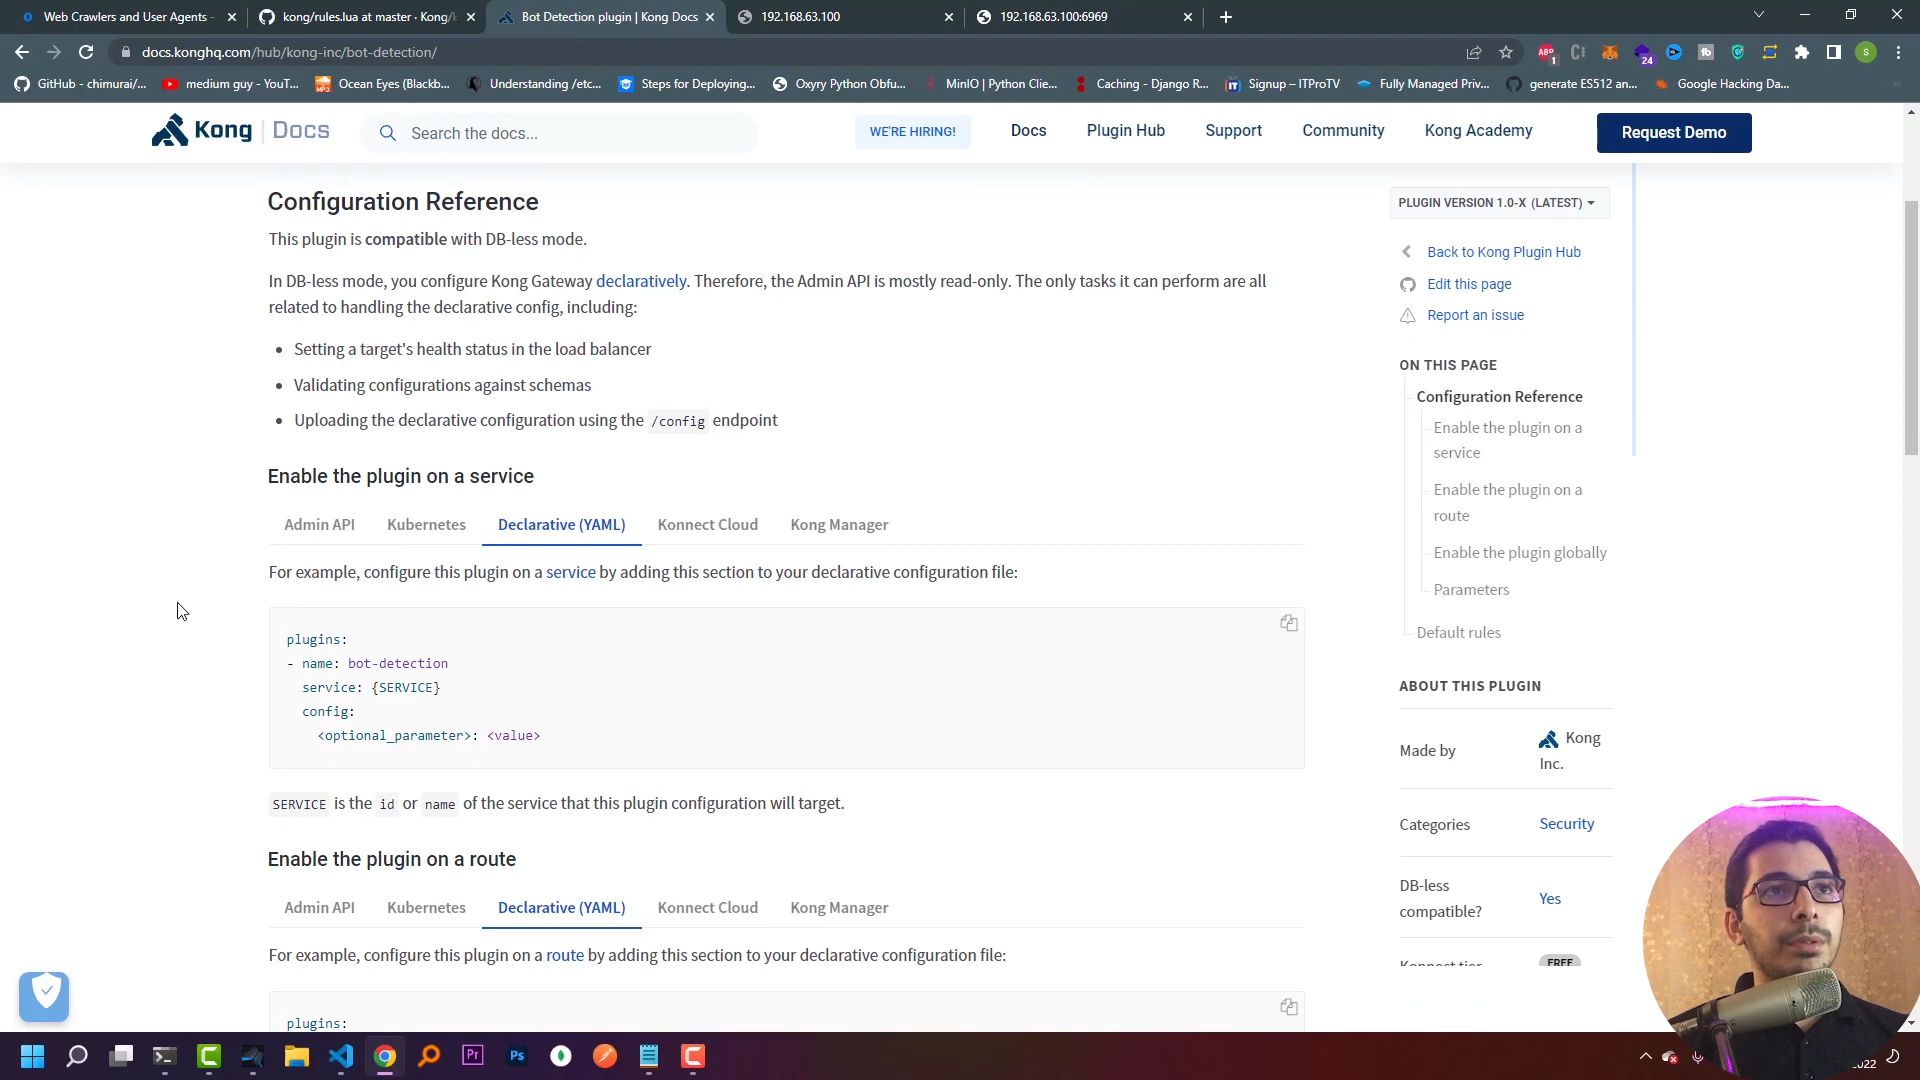 Web Crawlers and User Agents -
kong/rules.lua at master · Kong/k
Bot Detection plugin | Kong Docs
192.168.63.100
192.168.63.100:6969
docs.konghq.com/hub/kong-inc/bot-detection/
ABP
1
24
S
GitHub - chimurai/...
medium guy - YouT...
Ocean Eyes (Blackb...
Understanding /etc...
Steps for Deploying...
Oxyry Python Obfu...
MinIO | Python Clie...
Caching - Django R...
Signup – ITProTV
Fully Managed Priv...
generate ES512 an...
Google Hacking Da...
Kong | Docs
Search the docs...
WE'RE HIRING!
Docs
Plugin Hub
Support
Community
Kong Academy
Request Demo
Configuration Reference
This plugin is compatible with DB-less mode.
In DB-less mode, you configure Kong Gateway declaratively. Therefore, the Admin API is mostly read-only. The only tasks it can perform are all
related to handling the declarative config, including:
• Setting a target's health status in the load balancer
• Validating configurations against schemas
• Uploading the declarative configuration using the /config endpoint
Enable the plugin on a service
Admin API
Kubernetes
Declarative (YAML)
Konnect Cloud
Kong Manager
For example, configure this plugin on a service by adding this section to your declarative configuration file:
plugins:
- name: bot-detection
service: {SERVICE}
config:
<optional_parameter>: <value>
SERVICE is the id or name of the service that this plugin configuration will target.
Enable the plugin on a route
Admin API
Kubernetes
Declarative (YAML)
Konnect Cloud
Kong Manager
For example, configure this plugin on a route by adding this section to your declarative configuration file:
plugins:
PLUGIN VERSION 1.0-X (LATEST)
Back to Kong Plugin Hub
Edit this page
Report an issue
ON THIS PAGE
Configuration Reference
Enable the plugin on a
service
Enable the plugin on a
route
Enable the plugin globally
Parameters
Default rules
ABOUT THIS PLUGIN
Made by
Kong
Inc.
Categories
Security
DB-less
compatible?
Yes
Konnect tier
FREE
Pr
Ps
2022